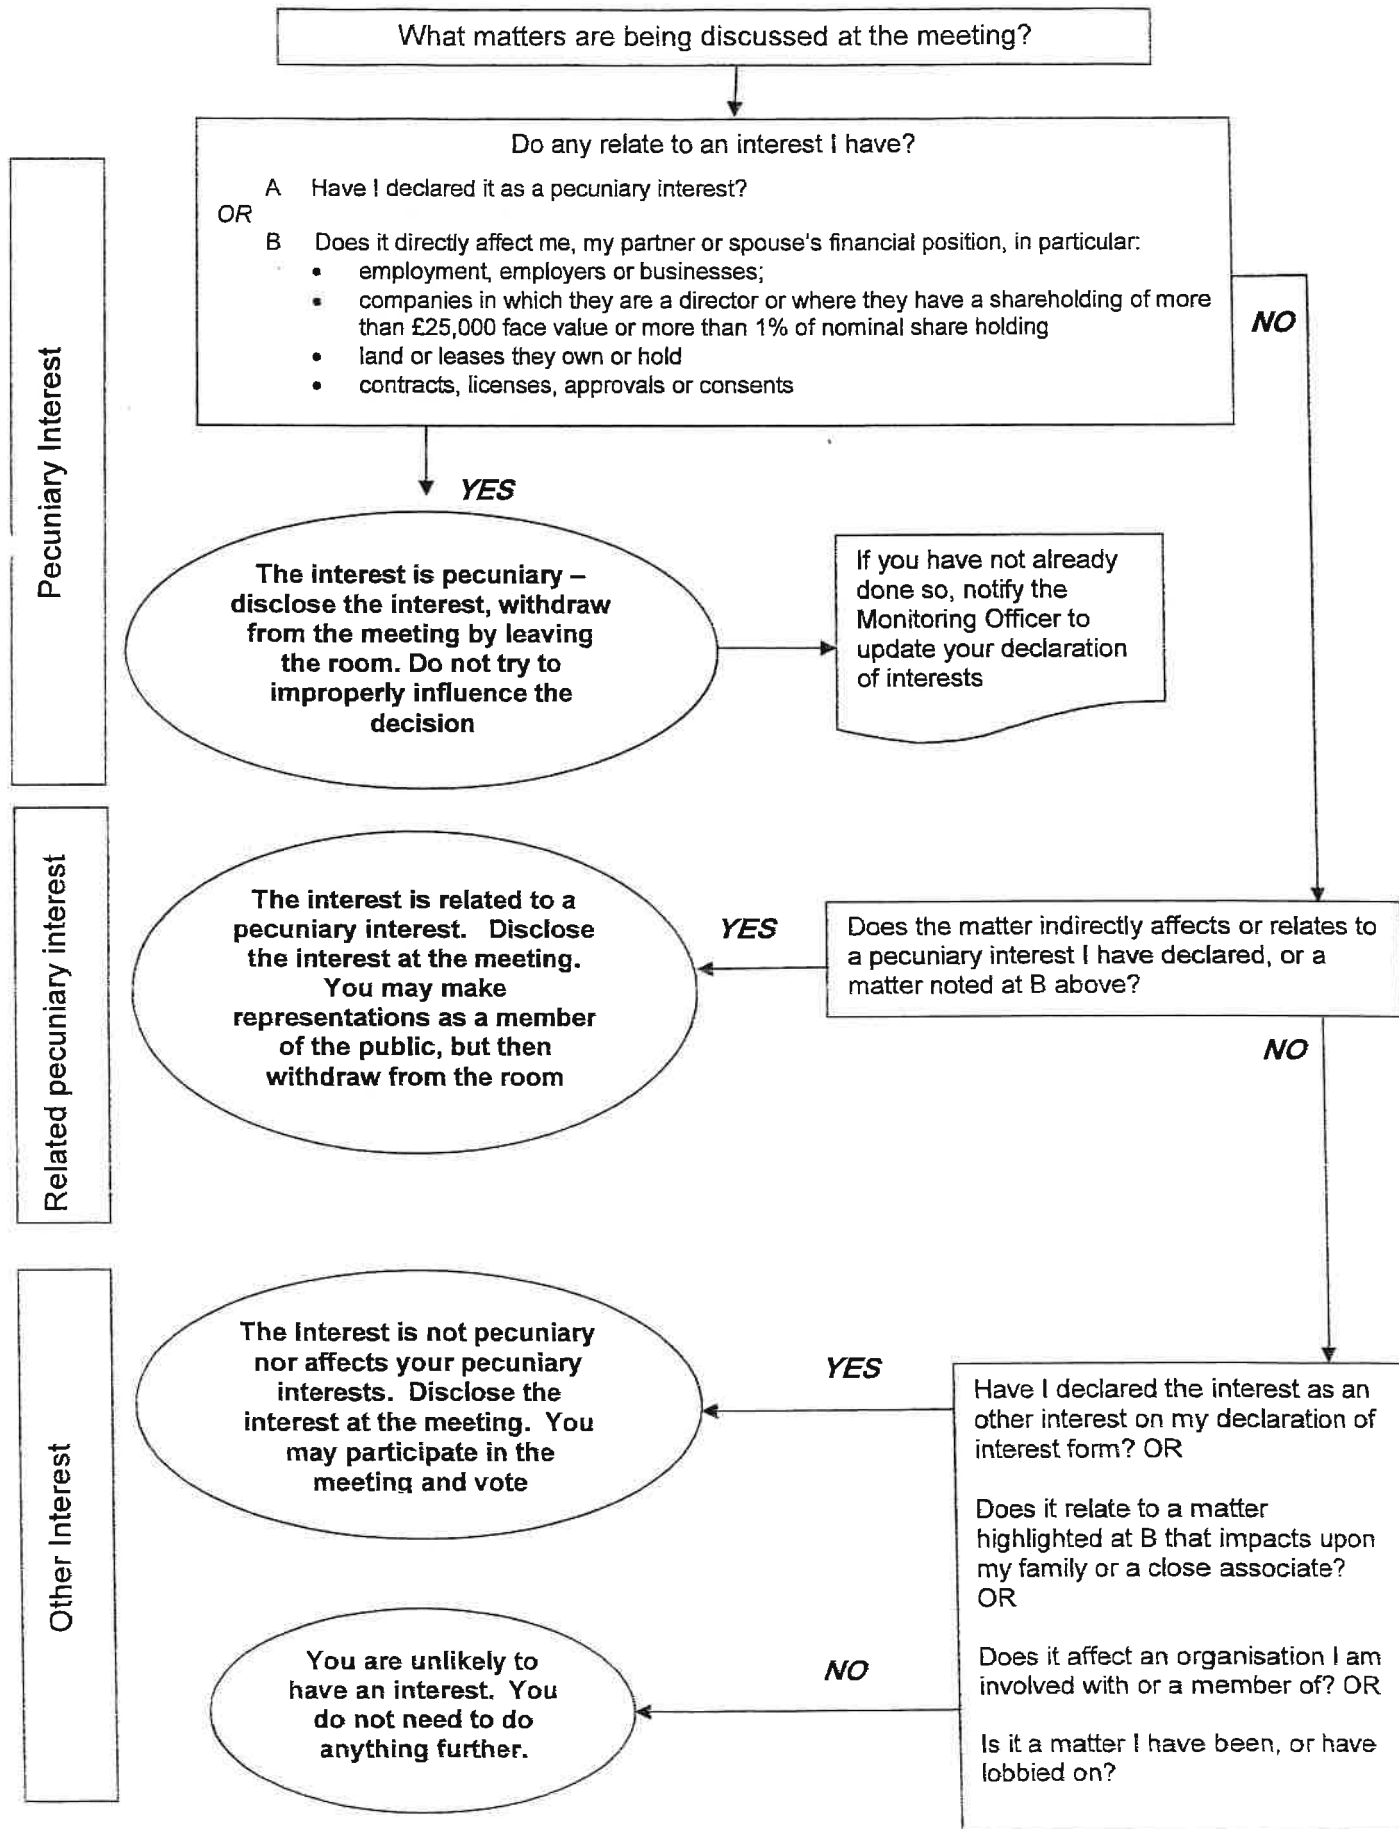 What matters are being discussed at the meeting?
Do any relate to an interest I have?
A Have I declared it as a pecuniary interest?
OR
B Does it directly affect me, my partner or spouse's financial position, in particular:
• employment, employers or businesses;
• companies in which they are a director or where they have a shareholding of more
than £25,000 face value or more than 1% of nominal share holding
• land or leases they own or hold
• contracts, licenses, approvals or consents
NO
Pecuniary Interest
YES
The interest is pecuniary –
disclose the interest, withdraw
from the meeting by leaving
the room. Do not try to
improperly influence the
decision
If you have not already
done so, notify the
Monitoring Officer to
update your declaration
of interests
Related pecuniary interest
The interest is related to a
pecuniary interest. Disclose
the interest at the meeting.
You may make
representations as a member
of the public, but then
withdraw from the room
YES
Does the matter indirectly affects or relates to
a pecuniary interest I have declared, or a
matter noted at B above?
NO
Other Interest
The Interest is not pecuniary
nor affects your pecuniary
interests. Disclose the
interest at the meeting. You
may participate in the
meeting and vote
YES
Have I declared the interest as an
other interest on my declaration of
interest form? OR
Does it relate to a matter
highlighted at B that impacts upon
my family or a close associate?
OR
Does it affect an organisation I am
involved with or a member of? OR
Is it a matter I have been, or have
lobbied on?
NO
You are unlikely to
have an interest. You
do not need to do
anything further.